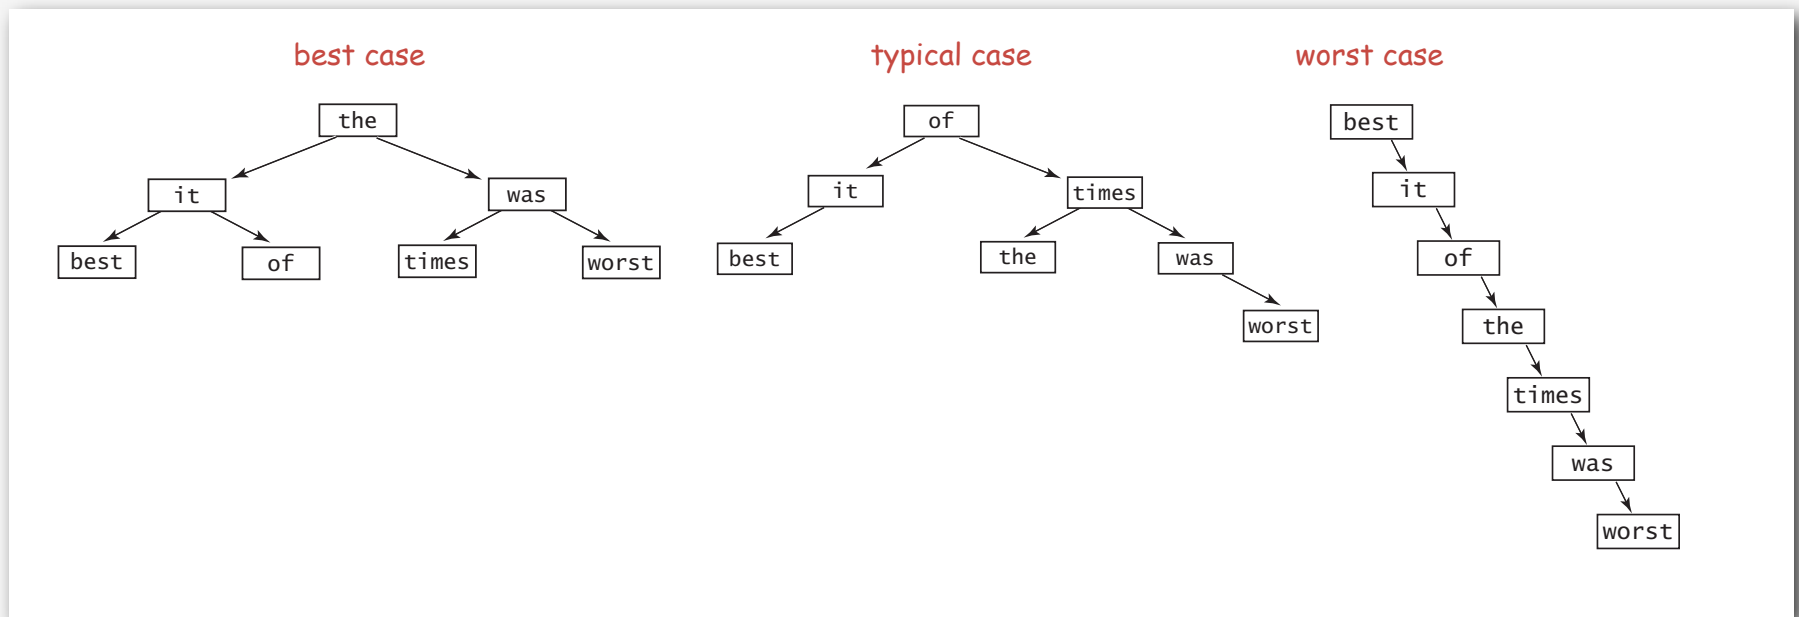 best case
the
it
was
best
of
times
worst
typical case
of
it
times
best
the
was
worst
worst case
best
it
of
the
times
was
worst